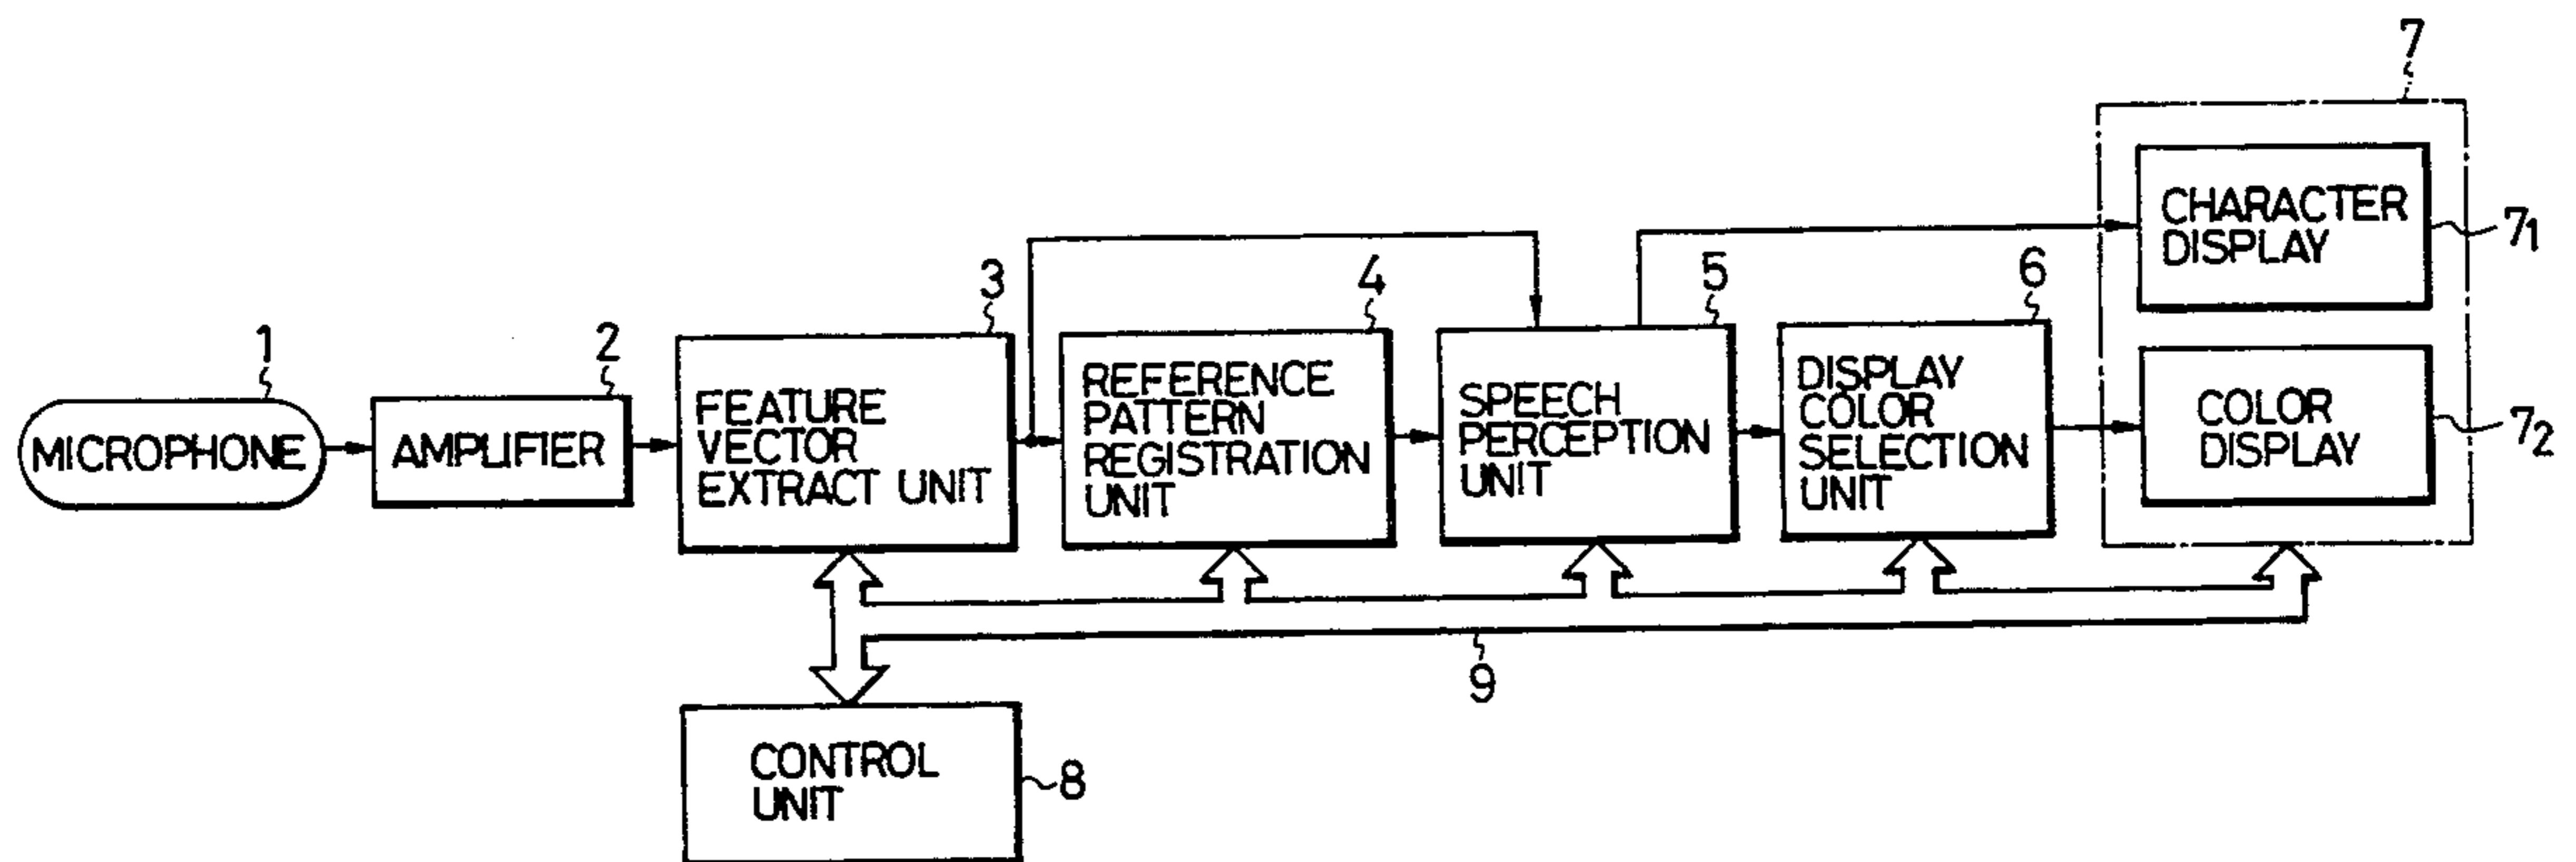 7
CHARACTER
DISPLAY
7₁
1
MICROPHONE
2
AMPLIFIER
3
FEATURE
VECTOR
EXTRACT UNIT
4
REFERENCE
PATTERN
REGISTRATION
UNIT
5
SPEECH
PERCEPTION
UNIT
6
DISPLAY
COLOR
SELECTION
UNIT
COLOR
DISPLAY
7₂
9
CONTROL
UNIT
8